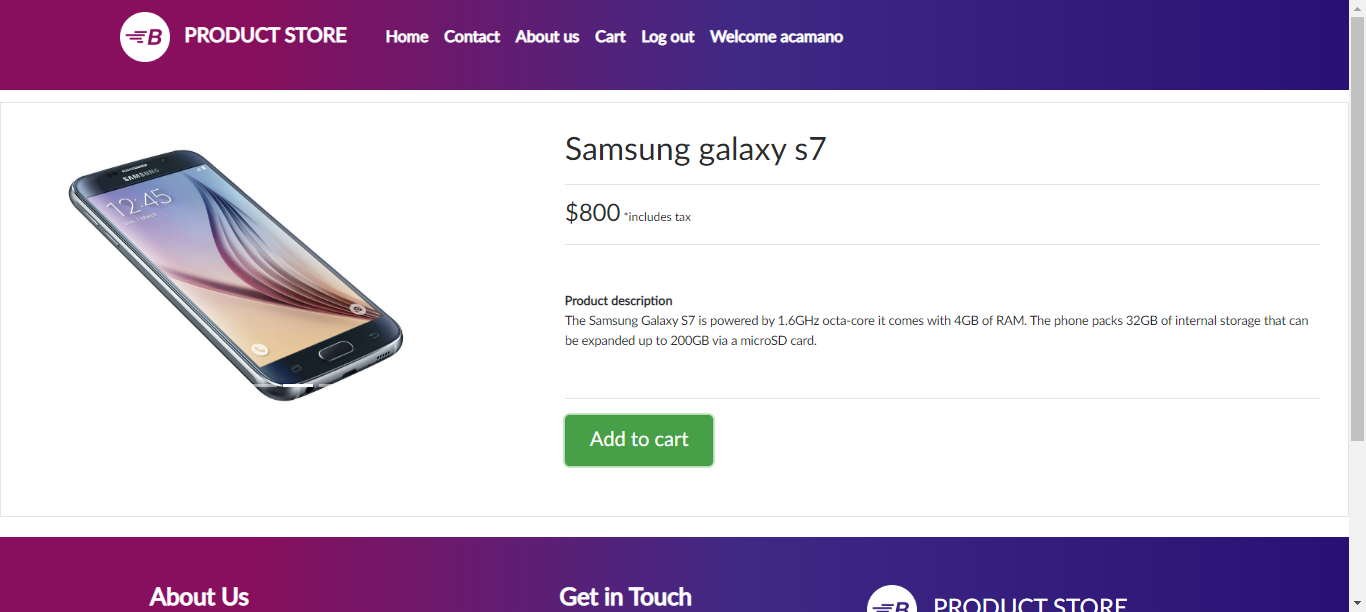 B PRODUCT STORE Home Contact About us Cart Log out Welcome acamano
Samsung galaxy s7
$800 *includes tax
SAMSUNG
12:45
Product description
The Samsung Galaxy S7 is powered by 1.6GHz octa-core it comes with 4GB of RAM. The phone packs 32GB of internal storage that can
be expanded up to 200GB via a microSD card.
Add to cart
About Us Get in Touch B PRODUCT STORE